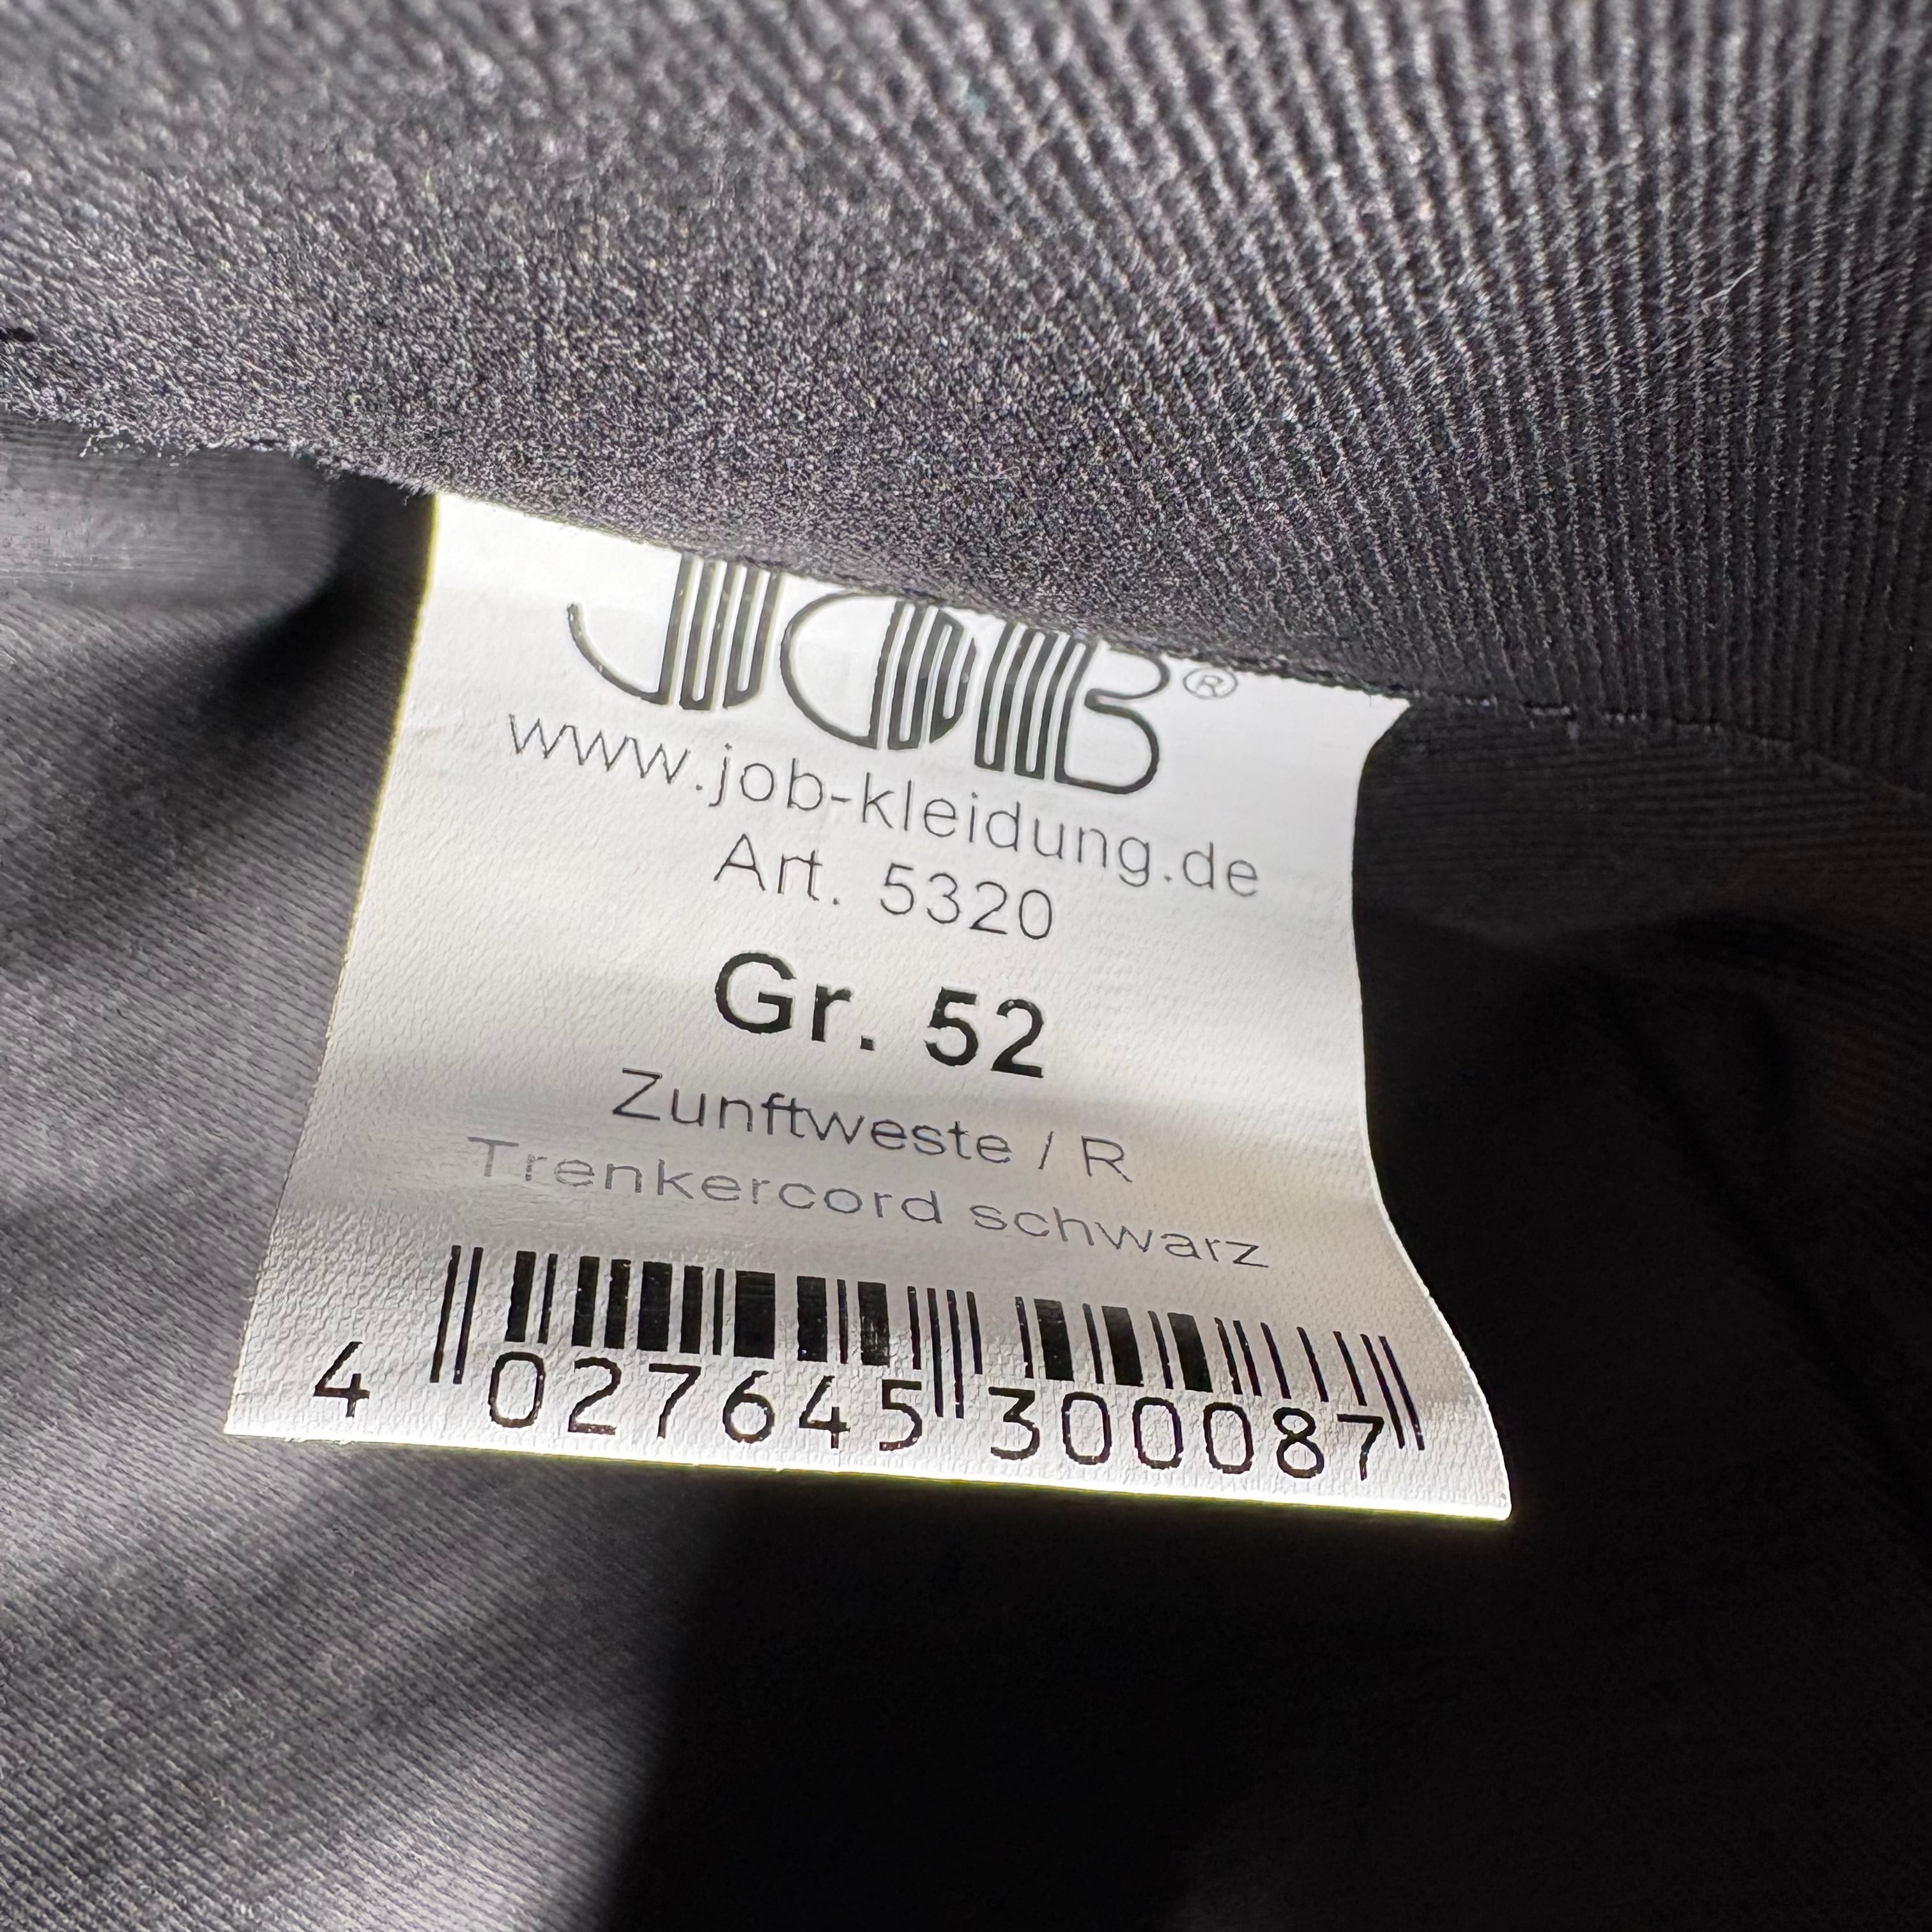 JOB®
www.job-kleidung.de
Art. 5320
Gr. 52
Zunftweste / R
Trenkercord schwarz
4 027645 300087